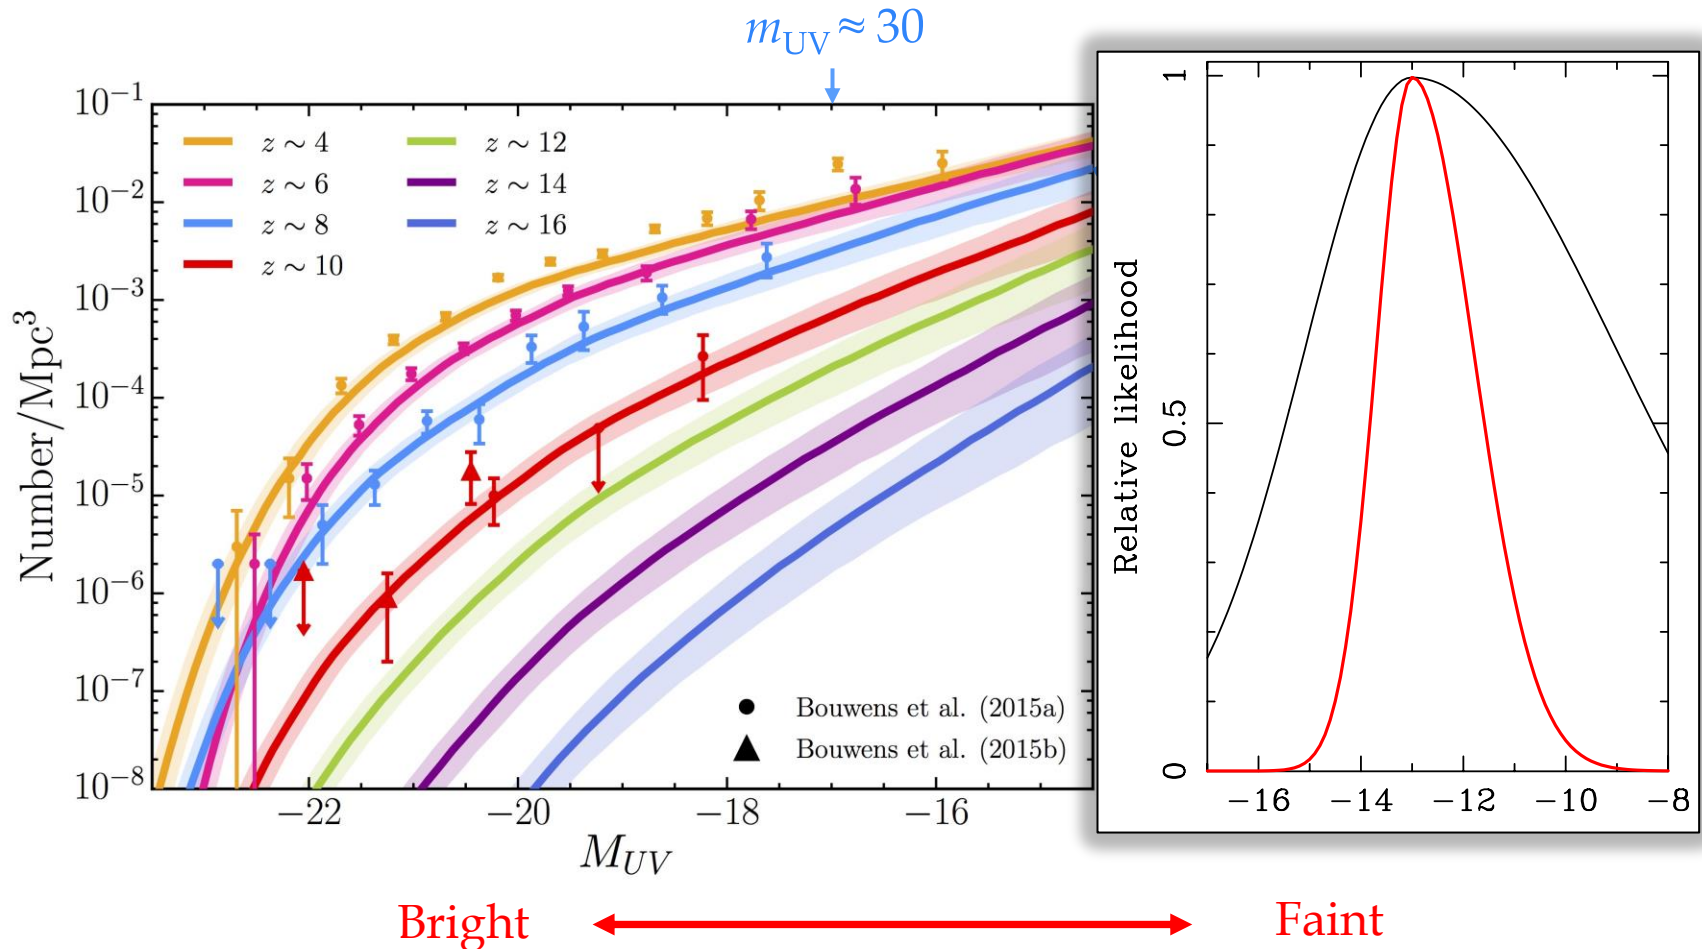 m_UV ≈ 30
10^−1
10^−2
10^−3
10^−4
10^−5
10^−6
10^−7
10^−8
Number/Mpc^3
z ∼ 4
z ∼ 6
z ∼ 8
z ∼ 10
z ∼ 12
z ∼ 14
z ∼ 16
Bouwens et al. (2015a)
Bouwens et al. (2015b)
−22 −20 −18 −16
M_UV
Relative likelihood
1
0.5
0
−16 −14 −12 −10 −8
Bright Faint